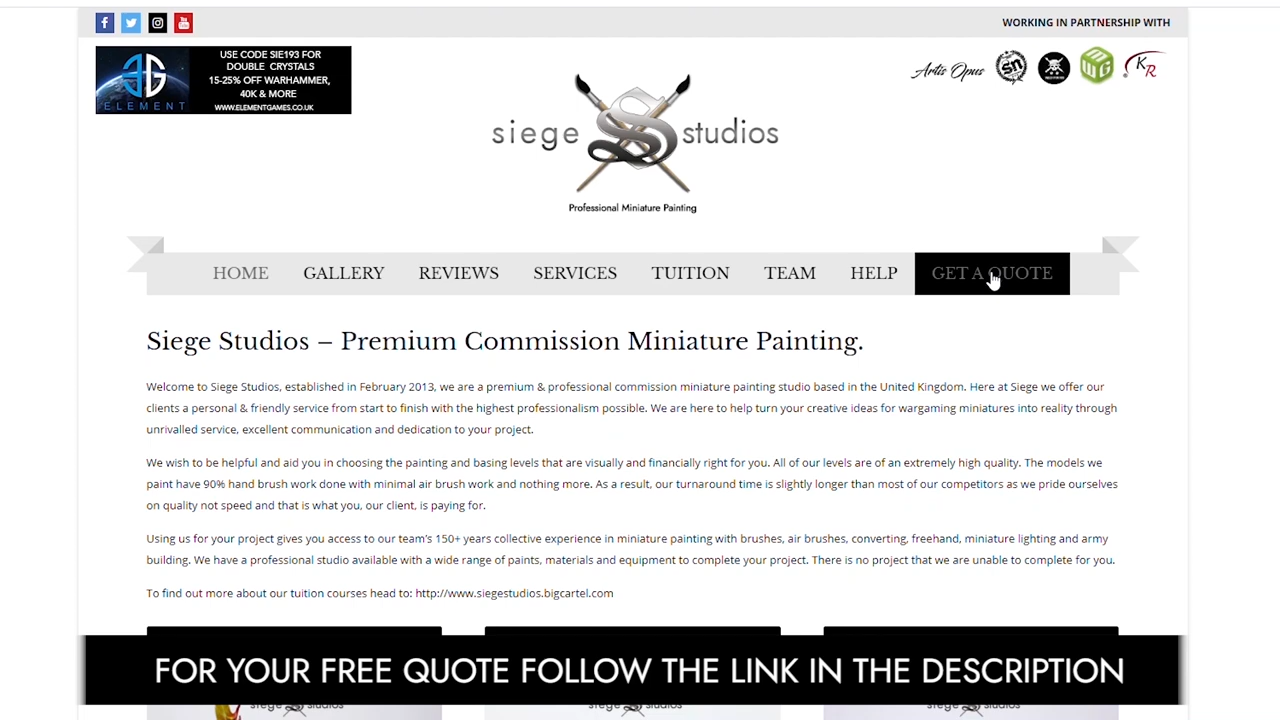 WORKING IN PARTNERSHIP WITH
USE CODE SIE193 FOR
DOUBLE CRYSTALS
15-25% OFF WARHAMMER,
40K & MORE
WWW.ELEMENTGAMES.CO.UK
ELEMENT
Artis Opus
KR
siege S studios
Professional Miniature Painting
HOME GALLERY REVIEWS SERVICES TUITION TEAM HELP GET A QUOTE
Siege Studios – Premium Commission Miniature Painting.
Welcome to Siege Studios, established in February 2013, we are a premium & professional commission miniature painting studio based in the United Kingdom. Here at Siege we offer our
clients a personal & friendly service from start to finish with the highest professionalism possible. We are here to help turn your creative ideas for wargaming miniatures into reality through
unrivalled service, excellent communication and dedication to your project.
We wish to be helpful and aid you in choosing the painting and basing levels that are visually and financially right for you. All of our levels are of an extremely high quality. The models we
paint have 90% hand brush work done with minimal air brush work and nothing more. As a result, our turnaround time is slightly longer than most of our competitors as we pride ourselves
on quality not speed and that is what you, our client, is paying for.
Using us for your project gives you access to our team's 150+ years collective experience in miniature painting with brushes, air brushes, converting, freehand, miniature lighting and army
building. We have a professional studio available with a wide range of paints, materials and equipment to complete your project. There is no project that we are unable to complete for you.
To find out more about our tuition courses head to: http://www.siegestudios.bigcartel.com
FOR YOUR FREE QUOTE FOLLOW THE LINK IN THE DESCRIPTION